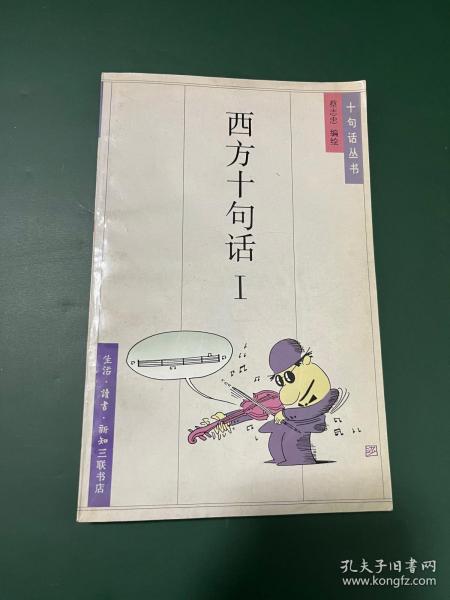 十句话丛书
蔡志忠 编绘
西方十句话 I
生活·讀書·新知三联书店
孔夫子旧书网
www.kongfz.com